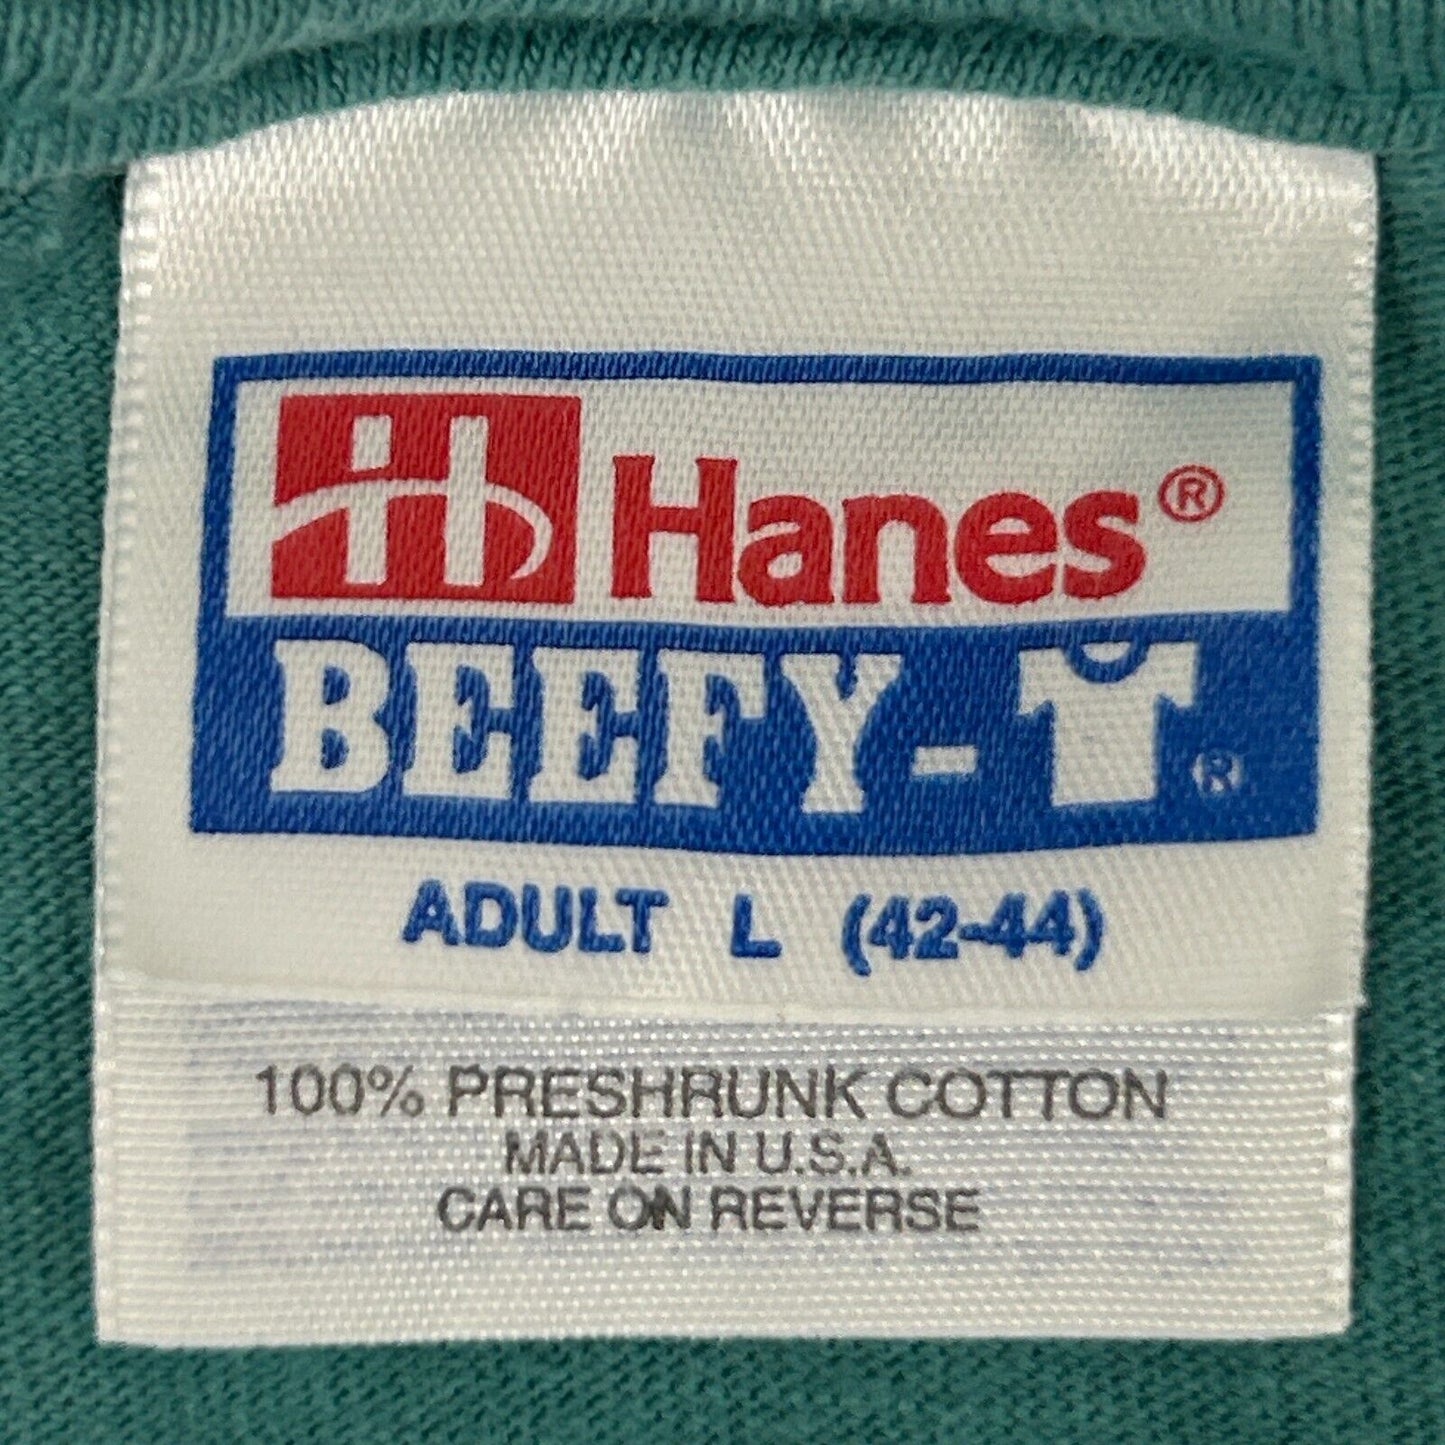 Hanes®
BEEFY-T®
ADULT L (42-44)
100% PRESHRUNK COTTON
MADE IN U.S.A.
CARE ON REVERSE